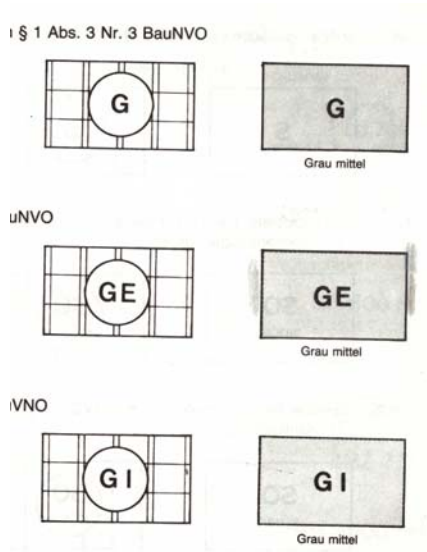 § 1 Abs. 3 Nr. 3 BauNVO
G G
Grau mittel
uNVO
GE GE
Grau mittel
VNO
GI GI
Grau mittel